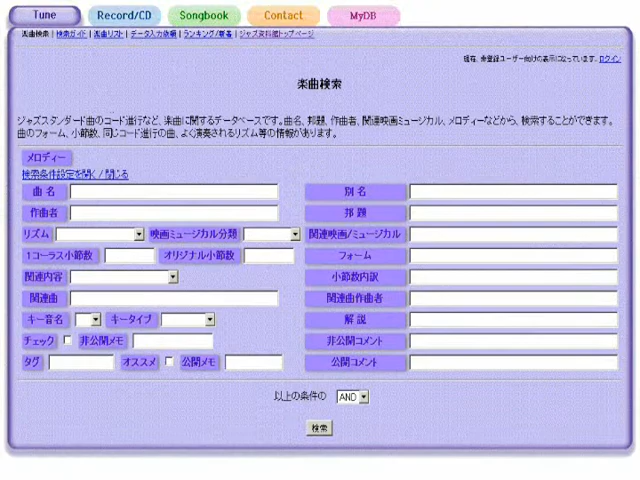 Tune Record/CD Songbook Contact MyDB
楽曲検索 | 検索ガイド | 楽曲リスト | データ入力依頼 | ランキング/新着 | ジャズ資料館トップページ
現在、未登録ユーザー向けの表示になっています。ログイン
楽曲検索
ジャズスタンダード曲のコード進行など、楽曲に関するデータベースです。曲名、邦題、作曲者、関連映画ミュージカル、メロディーなどから、検索することができます。
曲のフォーム、小節数、同じコード進行の曲、よく演奏されるリズム等の情報があります。
メロディー
検索条件設定を開く / 閉じる
曲 名 別 名
作曲者 邦 題
リズム 映画ミュージカル分類 関連映画/ミュージカル
1コーラス小節数 オリジナル小節数 フォーム
関連内容 小節数内訳
関連曲 関連曲作曲者
キー音名 キータイプ 解 説
チェック 非公開メモ 非公開コメント
タグ オススメ 公開メモ 公開コメント
以上の条件の AND
検索